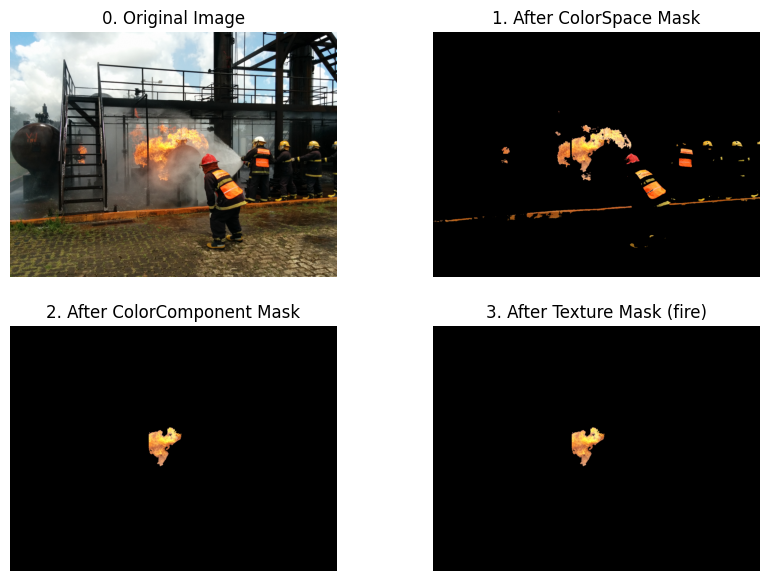 0. Original Image
1. After ColorSpace Mask
2. After ColorComponent Mask
3. After Texture Mask (fire)